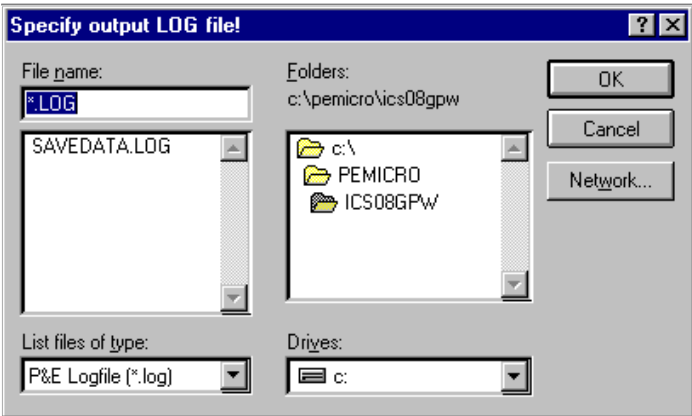 Specify output LOG file!
File name:
*.LOG
SAVEDATA.LOG
List files of type:
P&E Logfile (*.log)
Folders:
c:\pemicro\ics08gpw
c:\
PEMICRO
ICS08GPW
Drives:
c:
OK
Cancel
Network...